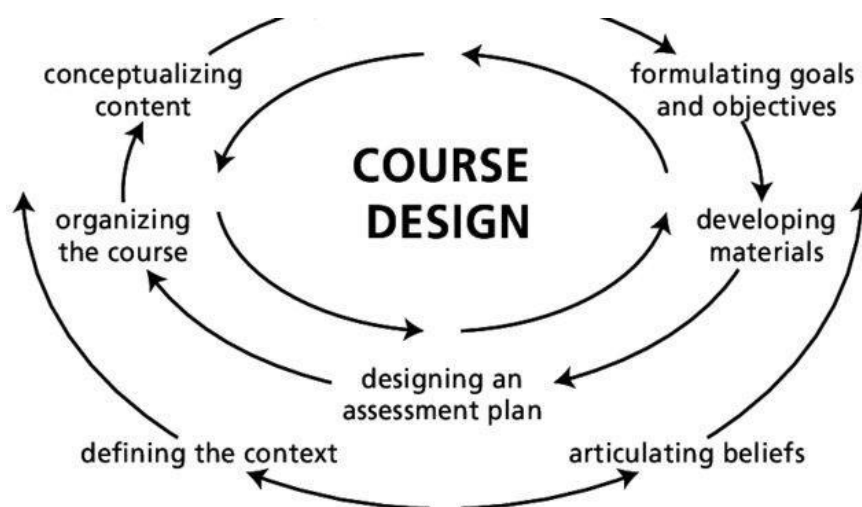 conceptualizing
content
formulating goals
and objectives
COURSE
DESIGN
organizing
the course
developing
materials
designing an
assessment plan
defining the context
articulating beliefs